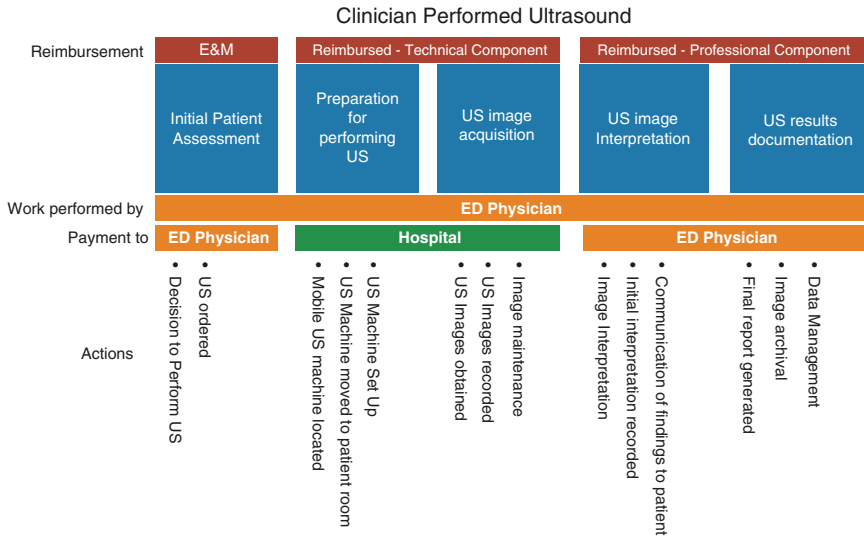 Clinician Performed Ultrasound
Reimbursement
E&M
Reimbursed - Technical Component
Reimbursed - Professional Component
Initial Patient
Assessment
Preparation
for
performing
US
US image
acquisition
US image
Interpretation
US results
documentation
Work performed by
ED Physician
Payment to
ED Physician
Hospital
ED Physician
Actions
• Decision to Perform US
• US ordered
• Mobile US machine located
• US Machine moved to patient room
• US Machine Set Up
• US Images obtained
• US Images recorded
• Image maintenance
• Image Interpretation
• Initial interpretation recorded
• Communication of findings to patient
• Final report generated
• Image archival
• Data Management